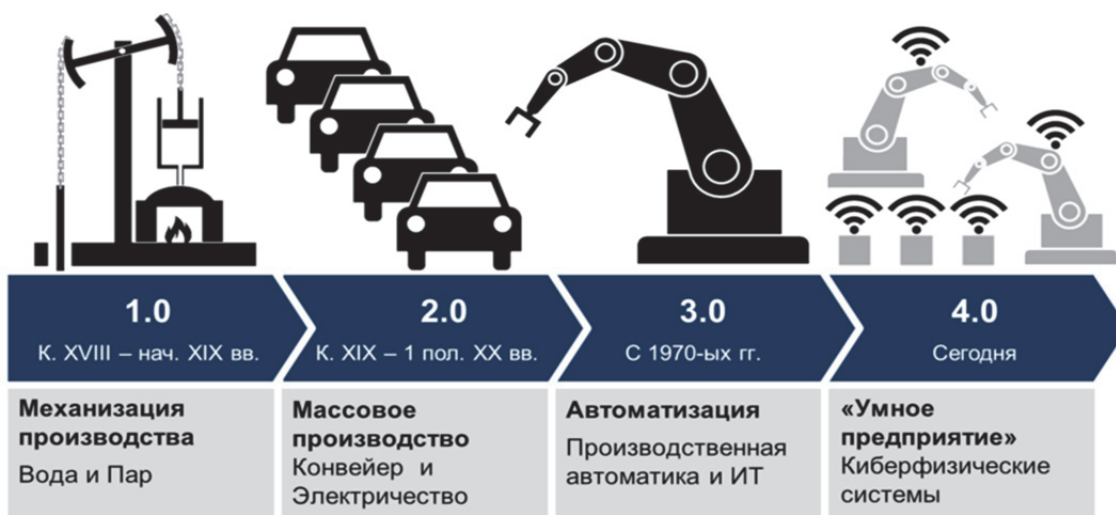 1.0
К. XVIII – нач. XIX вв.
2.0
К. XIX – 1 пол. XX вв.
3.0
С 1970-ых гг.
4.0
Сегодня
Механизация
производства
Вода и Пар
Массовое
производство
Конвейер и
Электричество
Автоматизация
Производственная
автоматика и ИТ
«Умное
предприятие»
Киберфизические
системы